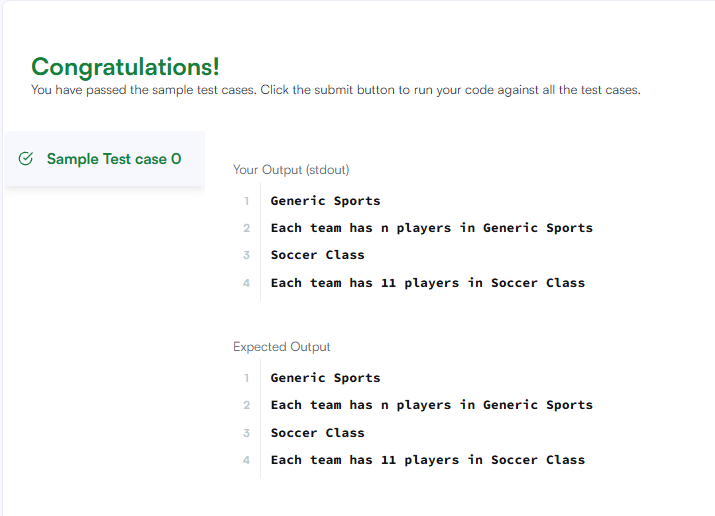 Congratulations!
You have passed the sample test cases. Click the submit button to run your code against all the test cases.
Sample Test case 0
Your Output (stdout)
1 Generic Sports
2 Each team has n players in Generic Sports
3 Soccer Class
4 Each team has 11 players in Soccer Class
Expected Output
1 Generic Sports
2 Each team has n players in Generic Sports
3 Soccer Class
4 Each team has 11 players in Soccer Class